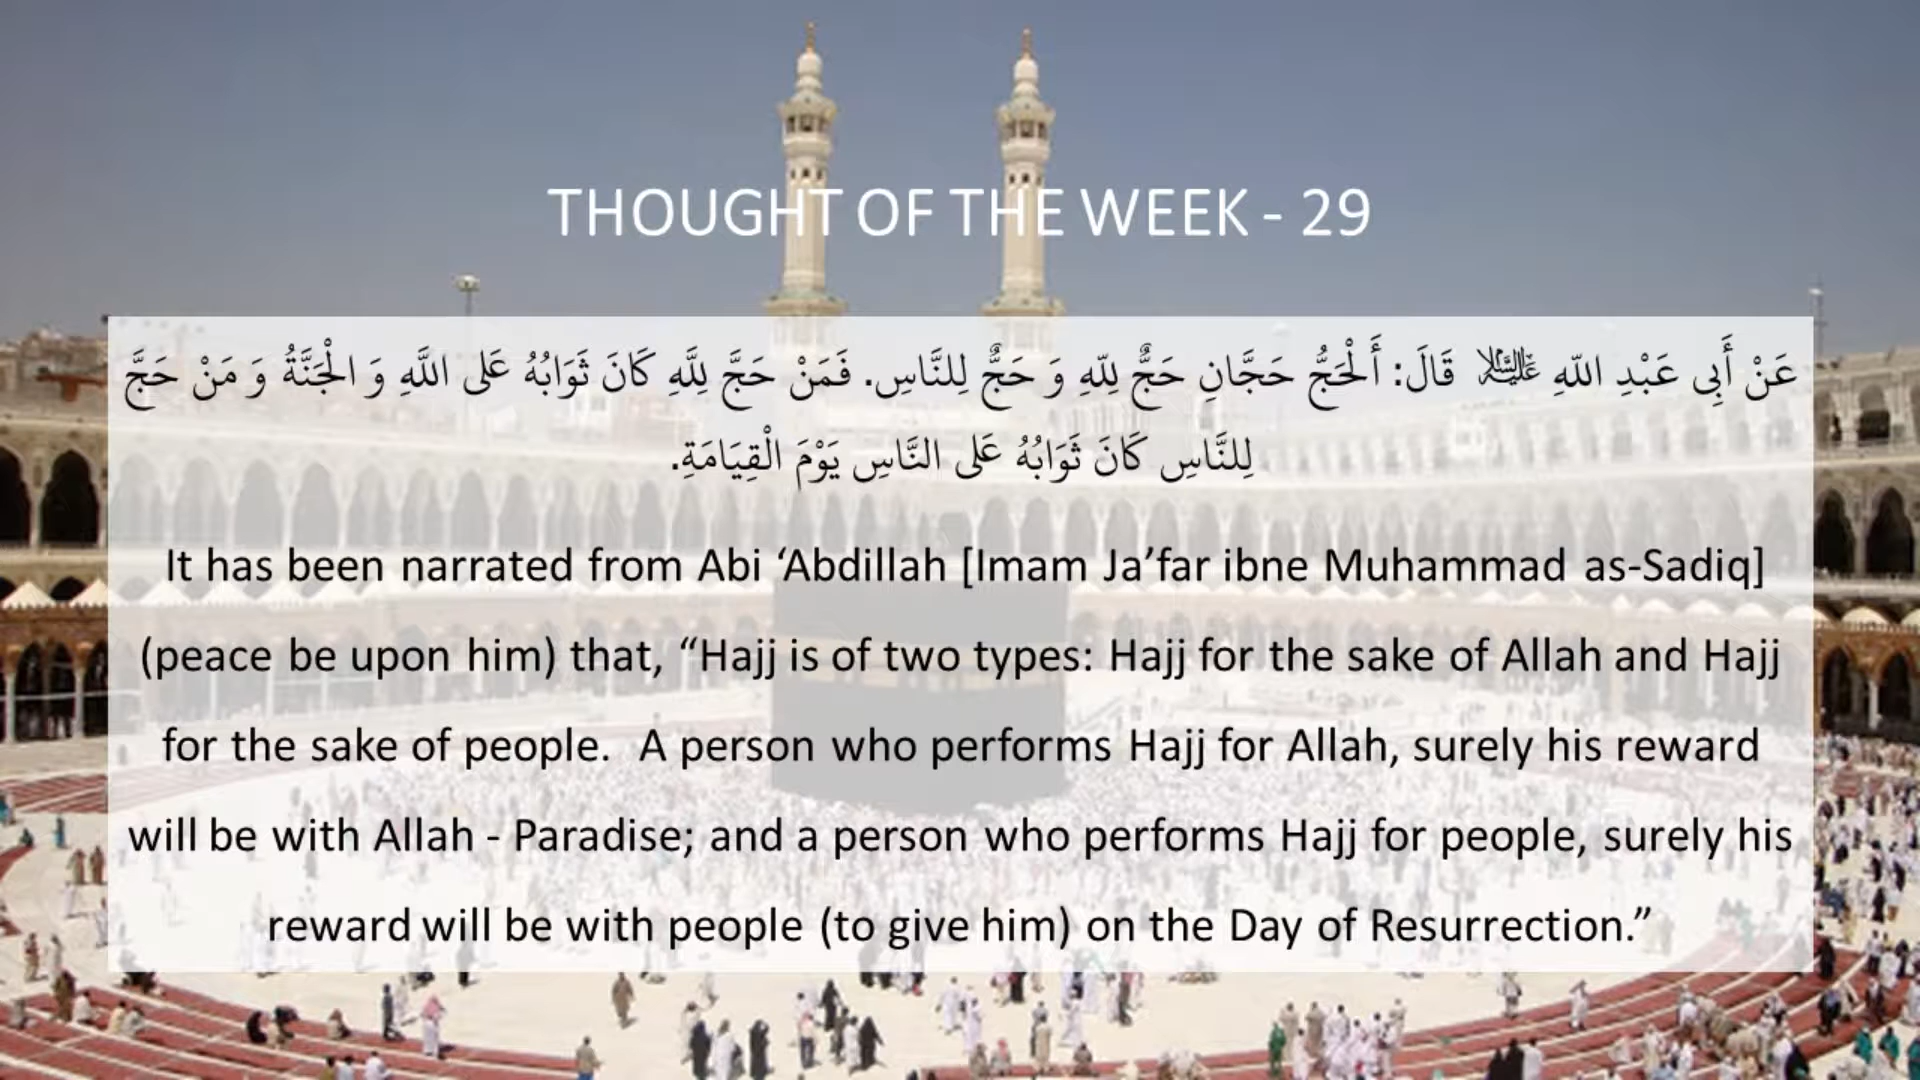 THOUGHT OF THE WEEK - 29
عَنْ أَبِى عَبْدِ اللّهِ عَلَيْهِ السَّلَام قَالَ: أَلْحَجُّ حَجَّانِ حَجٌّ لِلّهِ وَ حَجٌّ لِلنَّاسِ. فَمَنْ حَجَّ لِلَّهِ كَانَ ثَوَابُهُ عَلى اللَّهِ وَ الْجَنَّةُ وَ مَنْ حَجَّ
لِلنَّاسِ كَانَ ثَوَابُهُ عَلى النَّاسِ يَوْمَ الْقِيَامَةِ.
It has been narrated from Abi ‘Abdillah [Imam Ja’far ibne Muhammad as-Sadiq]
(peace be upon him) that, “Hajj is of two types: Hajj for the sake of Allah and Hajj
for the sake of people. A person who performs Hajj for Allah, surely his reward
will be with Allah - Paradise; and a person who performs Hajj for people, surely his
reward will be with people (to give him) on the Day of Resurrection.”